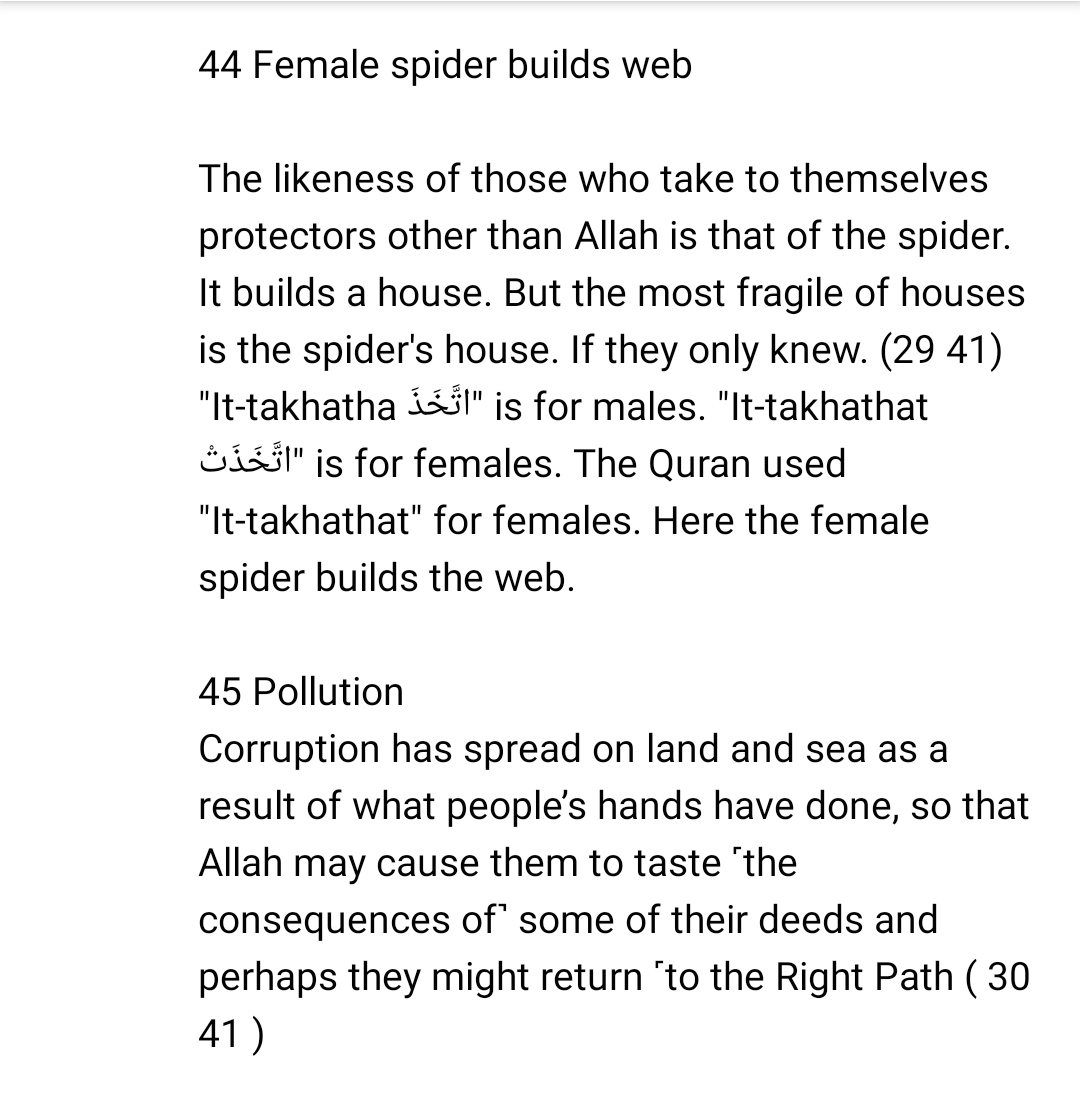 44 Female spider builds web
The likeness of those who take to themselves
protectors other than Allah is that of the spider.
It builds a house. But the most fragile of houses
is the spider's house. If they only knew. (29 41)
"It-takhatha اتَّخَذَ" is for males. "It-takhathat
اتَّخَذَتْ" is for females. The Quran used
"It-takhathat" for females. Here the female
spider builds the web.
45 Pollution
Corruption has spread on land and sea as a
result of what people’s hands have done, so that
Allah may cause them to taste ˹the
consequences of˺ some of their deeds and
perhaps they might return ˹to the Right Path ( 30
41 )